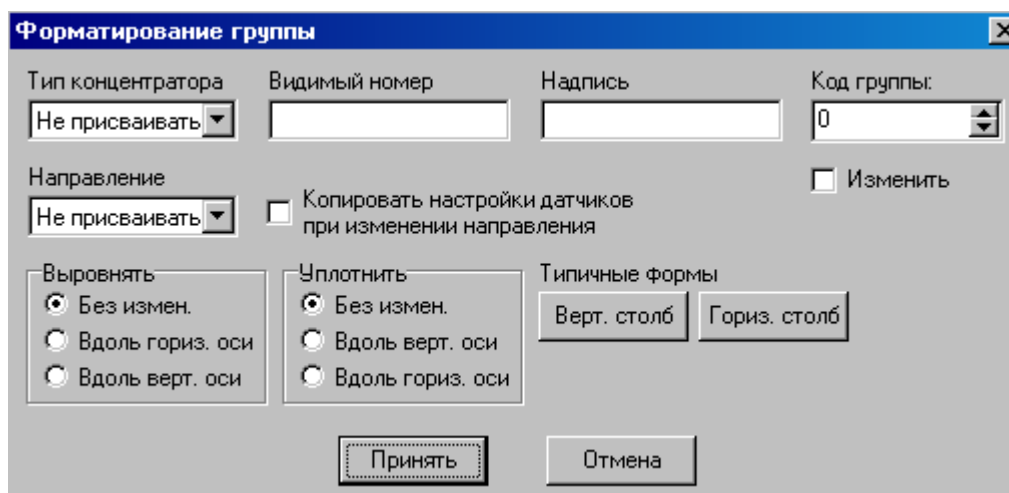 Форматирование группы
Тип концентратора
Видимый номер
Надпись
Код группы:
Не присваивать
0
Направление
Изменить
Не присваивать
Копировать настройки датчиков
при изменении направления
Выровнять
Без измен.
Вдоль гориз. оси
Вдоль верт. оси
Уплотнить
Без измен.
Вдоль верт. оси
Вдоль гориз. оси
Типичные формы
Верт. столб
Гориз. столб
Принять
Отмена